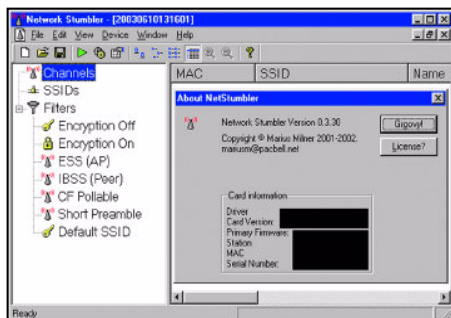 Network Stumbler - [20030610131601]
File Edit View Device Window Help
Channels
SSIDs
Filters
Encryption Off
Encryption On
ESS (AP)
IBSS (Peer)
CF Pollable
Short Preamble
Default SSID
MAC SSID Name
About NetStumbler
Network Stumbler Version 0.3.30
Copyright © Marius Milner 2001-2002.
mariusm@pacbell.net
Groovy!
License?
Card information
Driver
Card Version:
Primary Firmware:
Station
MAC
Serial Number:
Ready